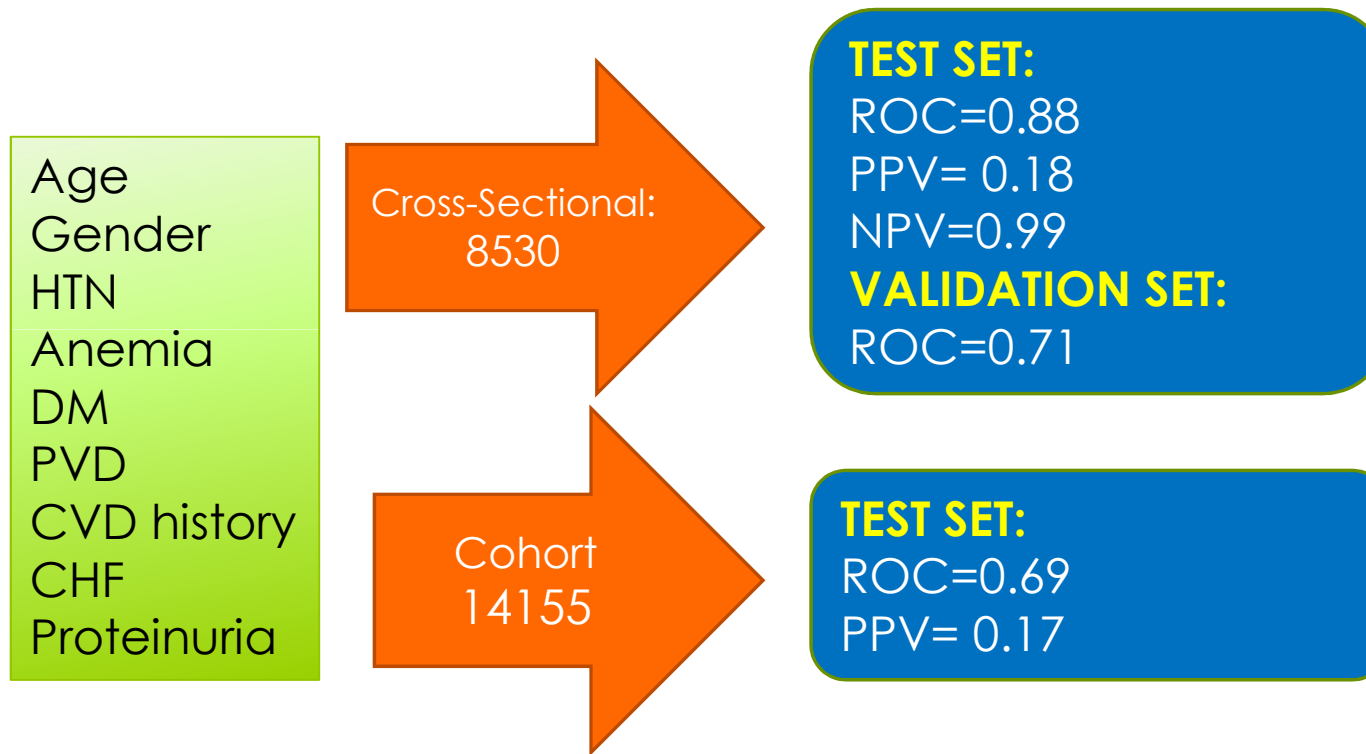 Age
Gender
HTN
Anemia
DM
PVD
CVD history
CHF
Proteinuria
Cross-Sectional:
8530
TEST SET:
ROC=0.88
PPV= 0.18
NPV=0.99
VALIDATION SET:
ROC=0.71
Cohort
14155
TEST SET:
ROC=0.69
PPV= 0.17